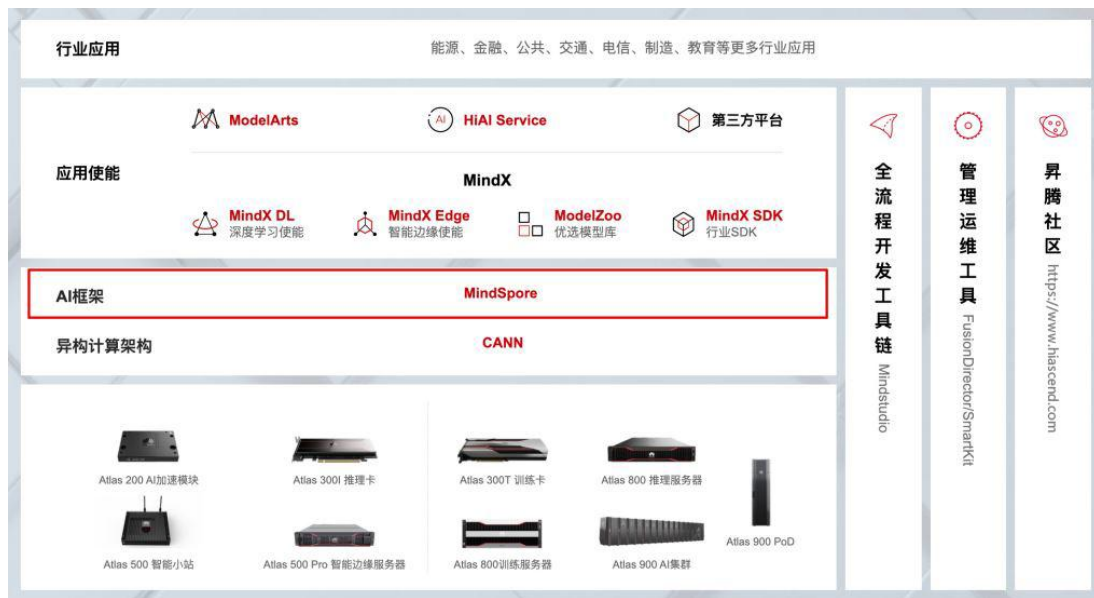 行业应用
能源、金融、公共、交通、电信、制造、教育等更多行业应用
应用使能
ModelArts
AI
HiAI Service
第三方平台
MindX
MindX DL
深度学习使能
MindX Edge
智能边缘使能
ModelZoo
优选模型库
MindX SDK
行业SDK
AI框架
MindSpore
异构计算架构
CANN
Atlas 200 AI加速模块
Atlas 300I 推理卡
Atlas 300T 训练卡
Atlas 800 推理服务器
Atlas 500 智能小站
Atlas 500 Pro 智能边缘服务器
Atlas 800训练服务器
Atlas 900 AI集群
Atlas 900 PoD
全流程开发工具链 Mindstudio
管理运维工具 FusionDirector/SmartKit
昇腾社区 https://www.hiascend.com